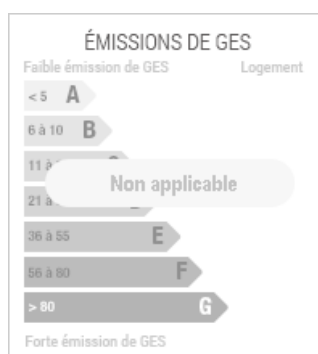 ÉMISSIONS DE GES
Faible émission de GES Logement
< 5 A
6 à 10 B
11 à
Non applicable
21 à
36 à 55 E
56 à 80 F
> 80 G
Forte émission de GES